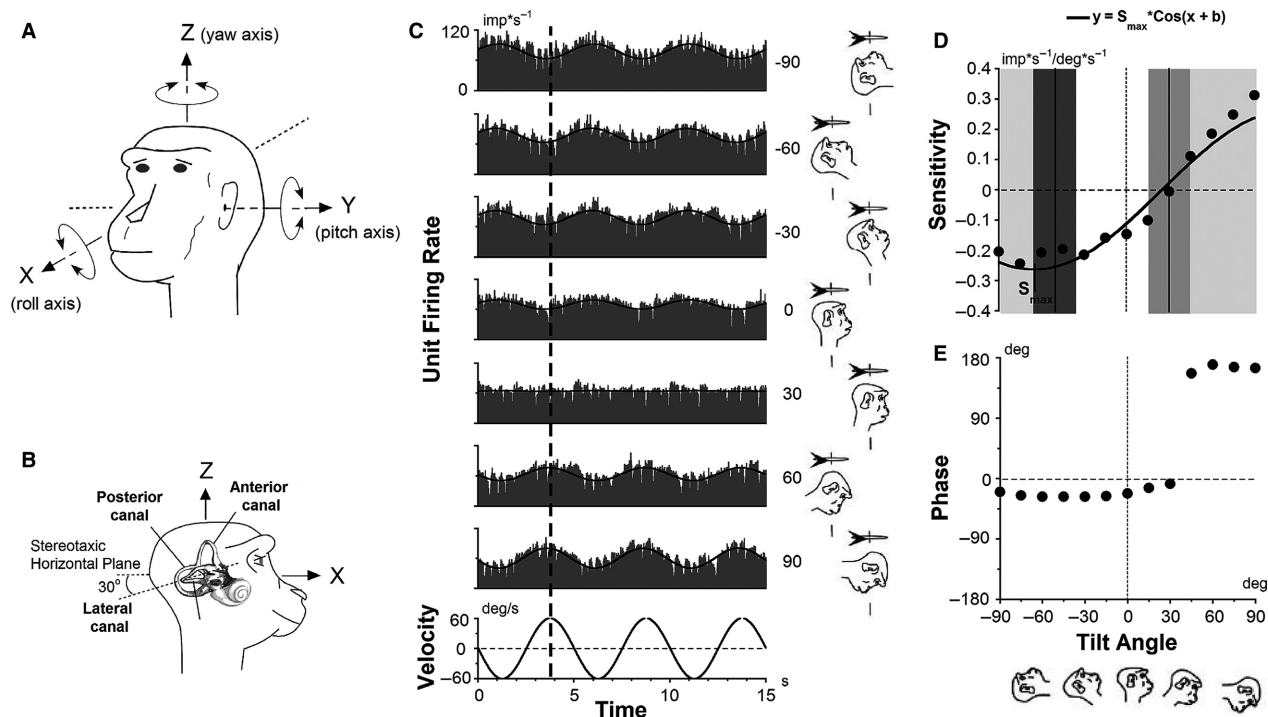 A
Z (yaw axis)
Y
(pitch axis)
X
(roll axis)
B
Z
Posterior
canal
Anterior
canal
Stereotaxic
Horizontal Plane
30º
X
Lateral
canal
C
imp*s⁻¹
120
0
Unit Firing Rate
-90
-60
-30
0
30
60
90
deg/s
Velocity
60
0
−60
0
5
10
15
s
Time
y = Smax*Cos(x + b)
D
imp*s⁻¹/deg*s⁻¹
Sensitivity
0.4
0.3
0.2
0.1
0
−0.1
−0.2
−0.3
−0.4
Smax
E
deg
Phase
180
90
0
−90
−180
deg
−90
−60
−30
0
30
60
90
Tilt Angle